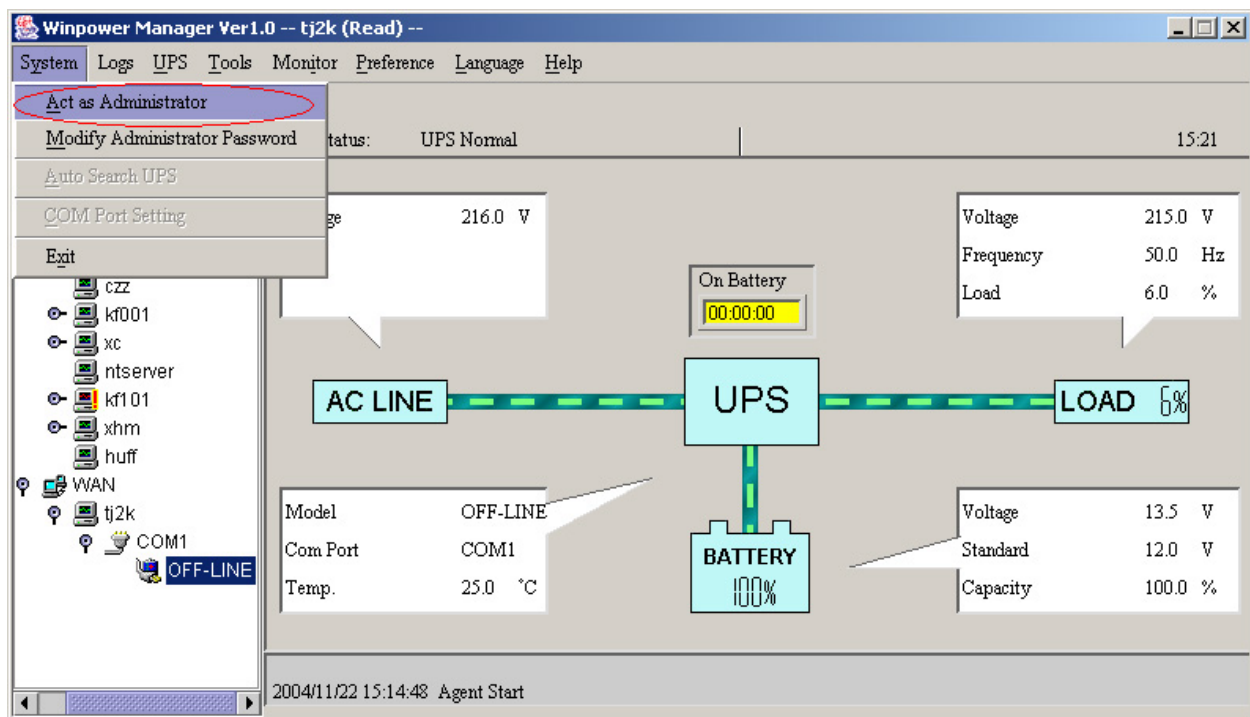 Winpower Manager Ver1.0 -- tj2k (Read) --
System Logs UPS Tools Monitor Preference Language Help
Act as Administrator
Modify Administrator Password
Auto Search UPS
COM Port Setting
Exit
tatus: UPS Normal
15:21
ge 216.0 V
Voltage 215.0 V
Frequency 50.0 Hz
Load 6.0 %
On Battery
00:00:00
czz
kf001
xc
ntserver
kf101
xhm
huff
WAN
tj2k
COM1
OFF-LINE
AC LINE
UPS
LOAD 6%
Model OFF-LINE
Com Port COM1
Temp. 25.0 °C
BATTERY
100%
Voltage 13.5 V
Standard 12.0 V
Capacity 100.0 %
2004/11/22 15:14:48 Agent Start